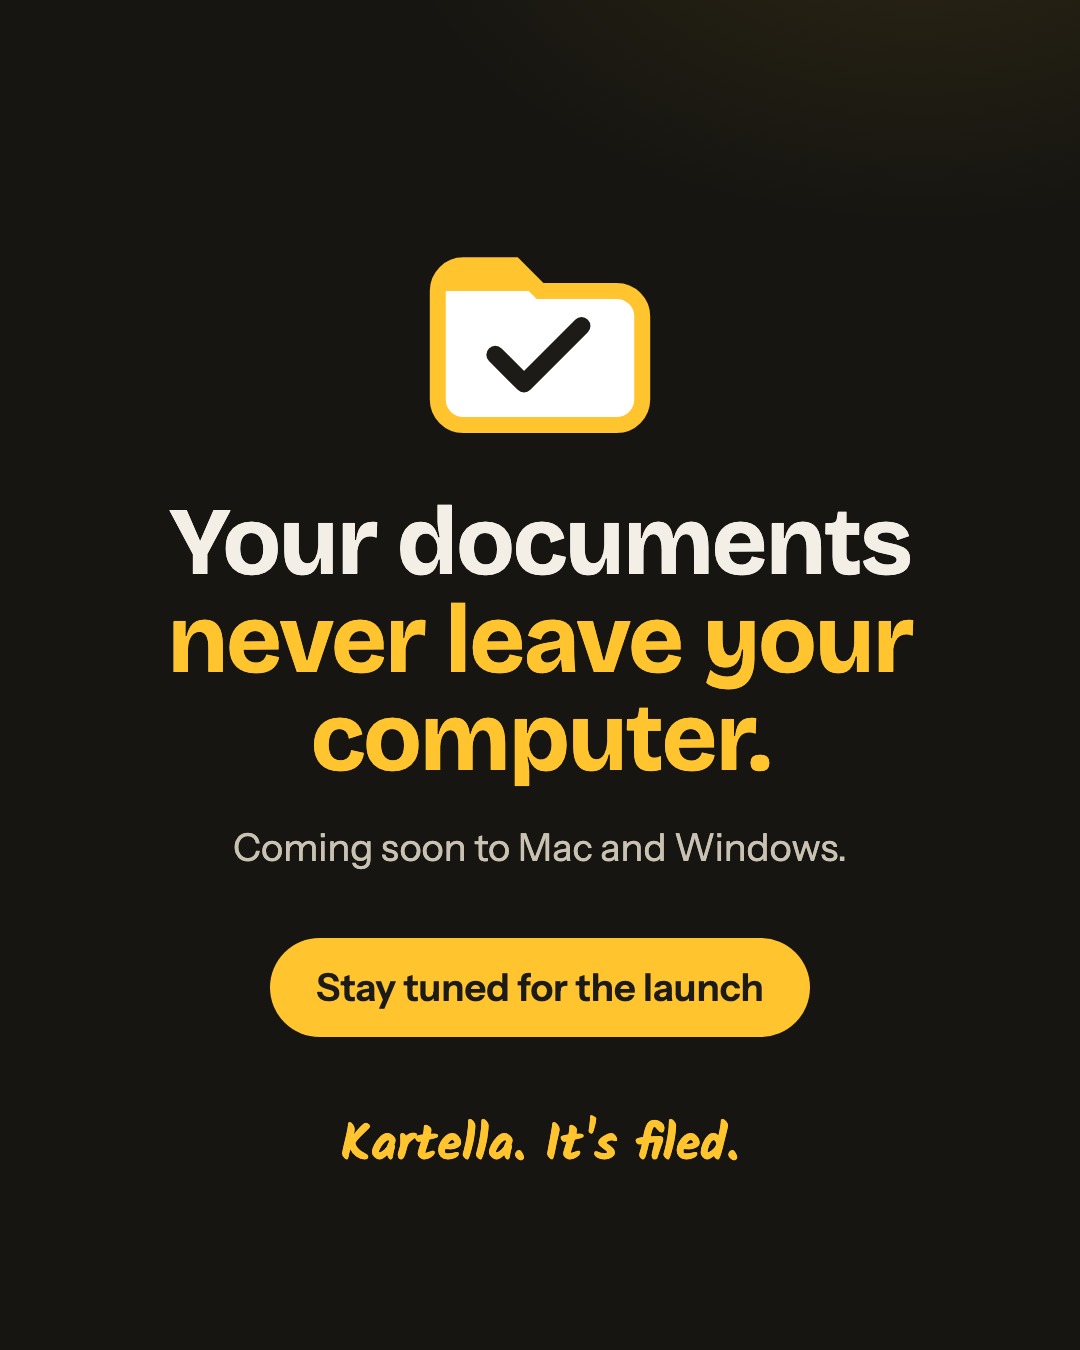 Your documents
never leave your
computer.
Coming soon to Mac and Windows.
Stay tuned for the launch
Kartella. It's filed.